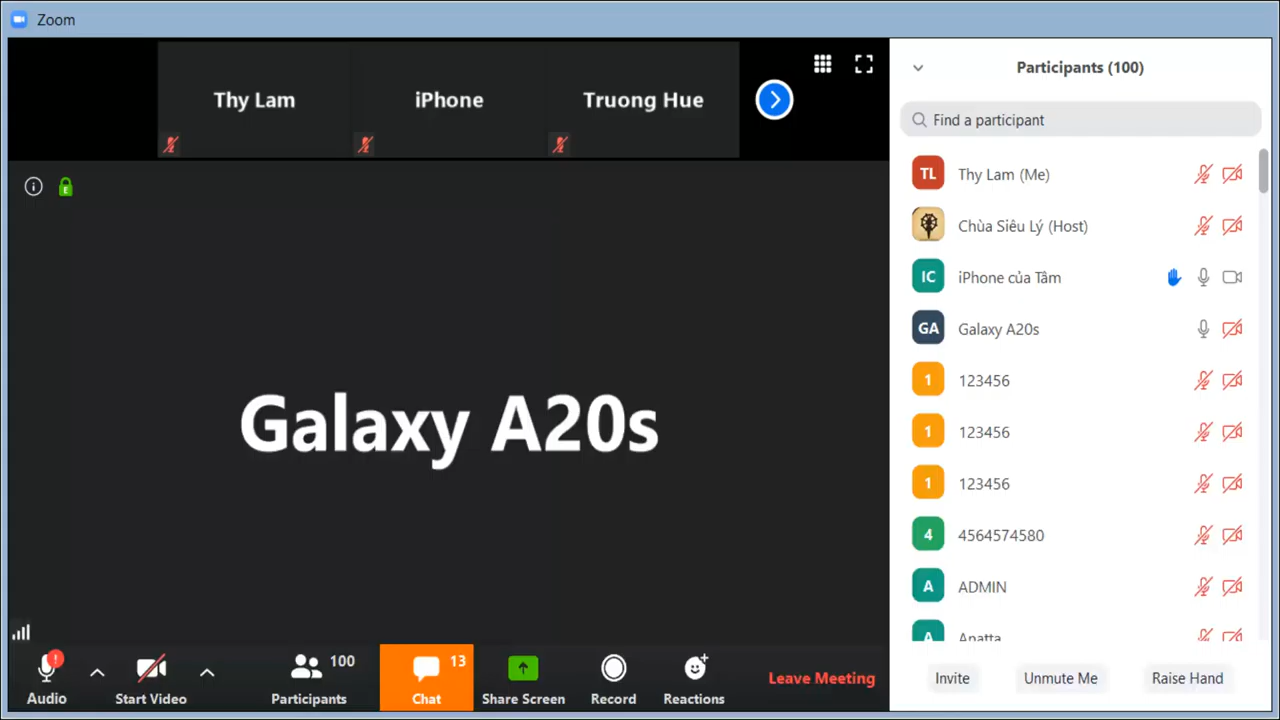 Zoom
Thy Lam
iPhone
Truong Hue
Galaxy A20s
Audio
Start Video
100
Participants
13
Chat
Share Screen
Record
Reactions
Leave Meeting
Participants (100)
Find a participant
TL Thy Lam (Me)
Chùa Siêu Lý (Host)
IC iPhone của Tâm
GA Galaxy A20s
1 123456
1 123456
1 123456
4 4564574580
A ADMIN
A Anatta
Invite
Unmute Me
Raise Hand